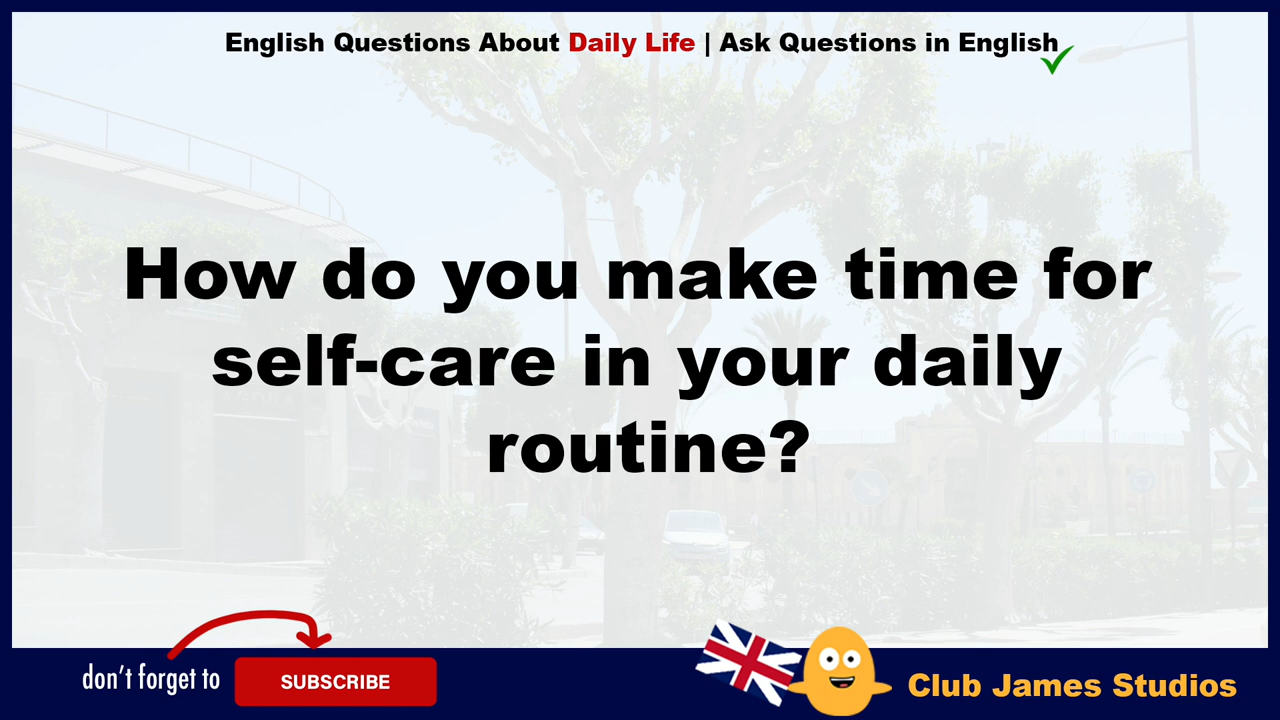 English Questions About Daily Life | Ask Questions in English
How do you make time for
self-care in your daily
routine?
don't forget to
SUBSCRIBE
Club James Studios